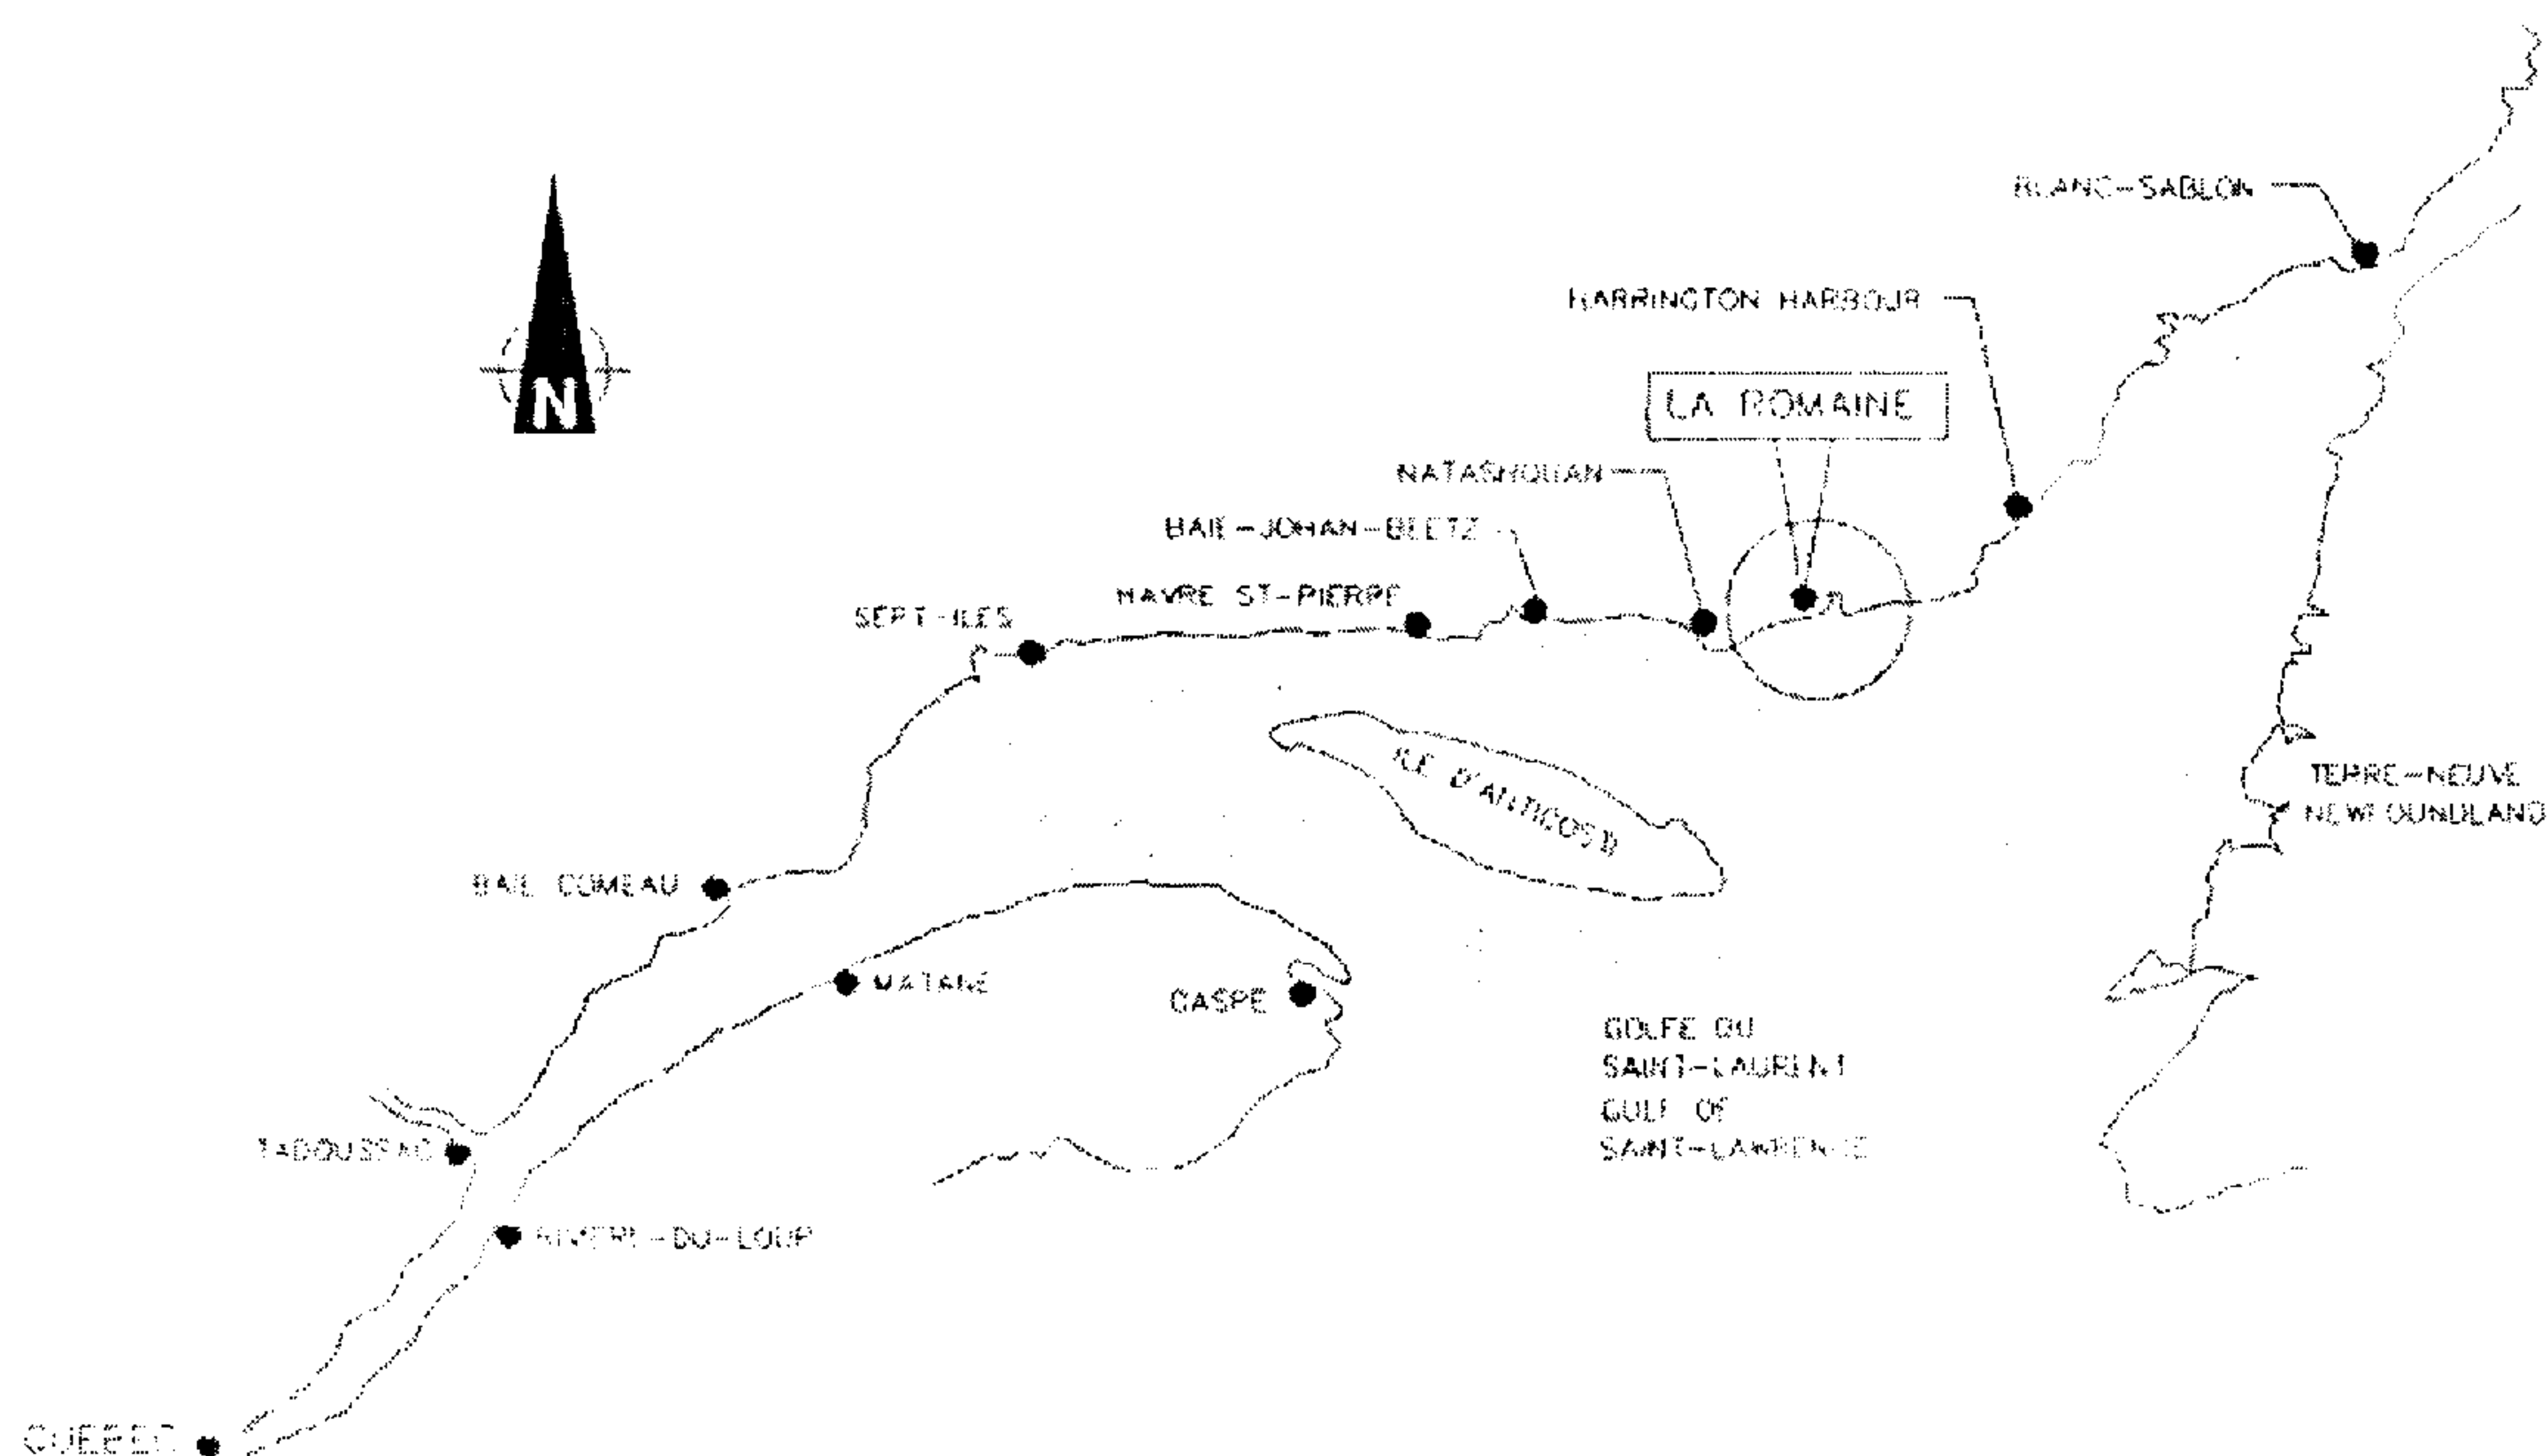 BLANC-SABLON
HARRINGTON HARBOUR
N
LA ROMAINE
NATASHQUAN
BAIE-JOHAN-BEETZ
HAVRE ST-PIERRE
SEPT-ILES
ILE D'ANTICOSTI
TERRE-NEUVE
NEWFOUNDLAND
BAIE COMEAU
MATANE
GASPE
GOLFE DU
SAINT-LAURENT
GULF OF
SAINT-LAWRENCE
TADOUSSAC
RIVIERE-DU-LOUP
QUEBEC